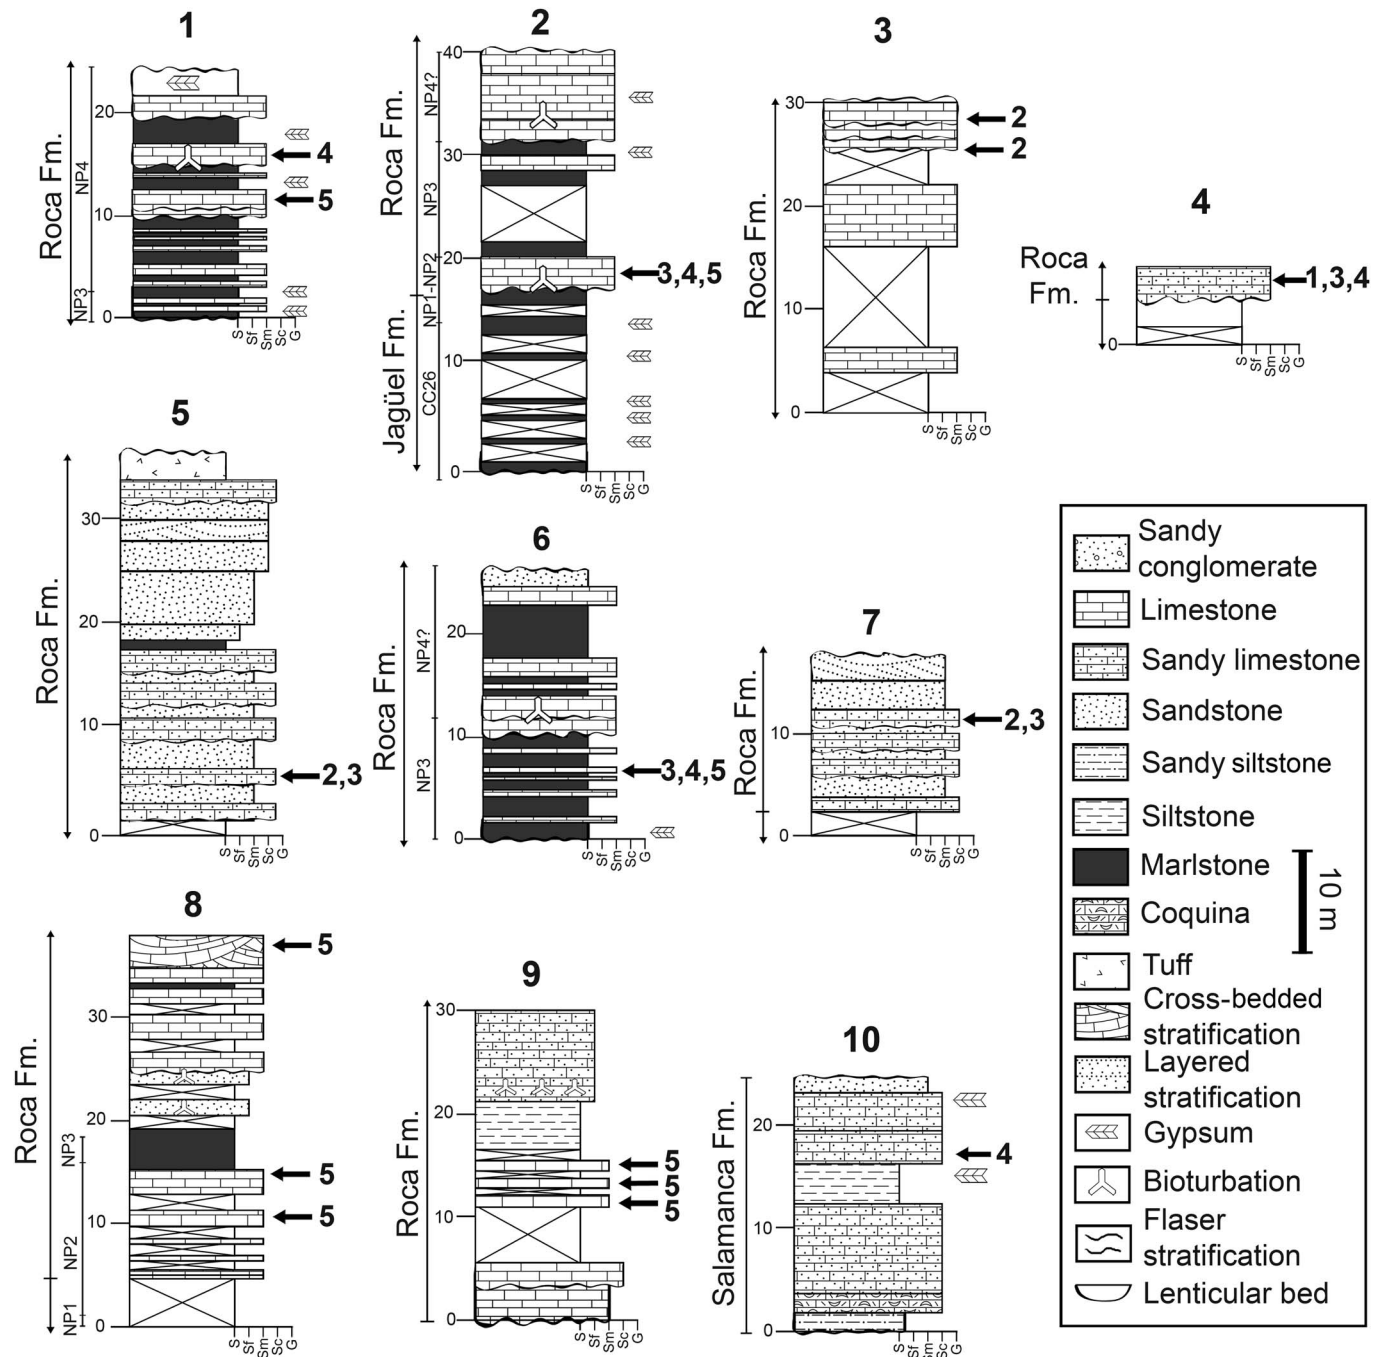 1
Roca Fm.
NP4
NP3
20
10
0
4
5
S Sf Sm Sc G
2
Roca Fm.
Jagüel Fm.
NP4?
NP3
NP2
NP1
CC26
40
30
20
10
0
3,4,5
S Sf Sm Sc G
3
Roca Fm.
30
20
10
0
2
2
S Sf Sm Sc G
4
Roca
Fm.
0
1,3,4
S Sf Sm Sc G
5
Roca Fm.
30
20
10
0
2,3
S Sf Sm Sc G
6
Roca Fm.
NP4?
NP3
20
10
0
3,4,5
S Sf Sm Sc G
7
Roca Fm.
10
0
2,3
S Sf Sm Sc G
8
Roca Fm.
NP3
NP2
NP1
30
20
10
0
5
5
5
S Sf Sm Sc G
9
Roca Fm.
30
20
10
0
5
5
5
S Sf Sm Sc G
10
Salamanca Fm.
20
10
0
4
S Sf Sm Sc G
Sandy
conglomerate
Limestone
Sandy limestone
Sandstone
Sandy siltstone
Siltstone
Marlstone
Coquina
10 m
Tuff
Cross-bedded
stratification
Layered
stratification
Gypsum
Bioturbation
Flaser
stratification
Lenticular bed